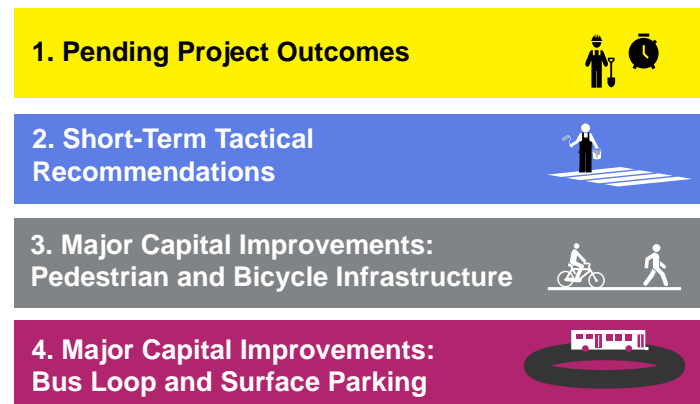 1. Pending Project Outcomes
2. Short-Term Tactical
Recommendations
3. Major Capital Improvements:
Pedestrian and Bicycle Infrastructure
4. Major Capital Improvements:
Bus Loop and Surface Parking